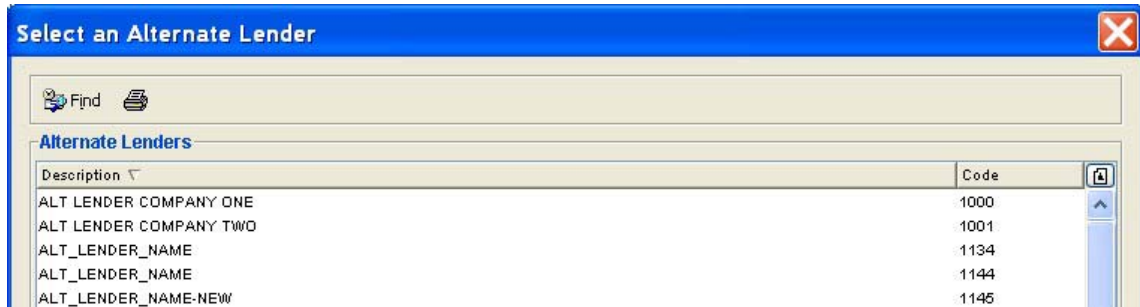 Select an Alternate Lender
Find
Alternate Lenders
Description Code
ALT LENDER COMPANY ONE 1000
ALT LENDER COMPANY TWO 1001
ALT_LENDER_NAME 1134
ALT_LENDER_NAME 1144
ALT_LENDER_NAME-NEW 1145